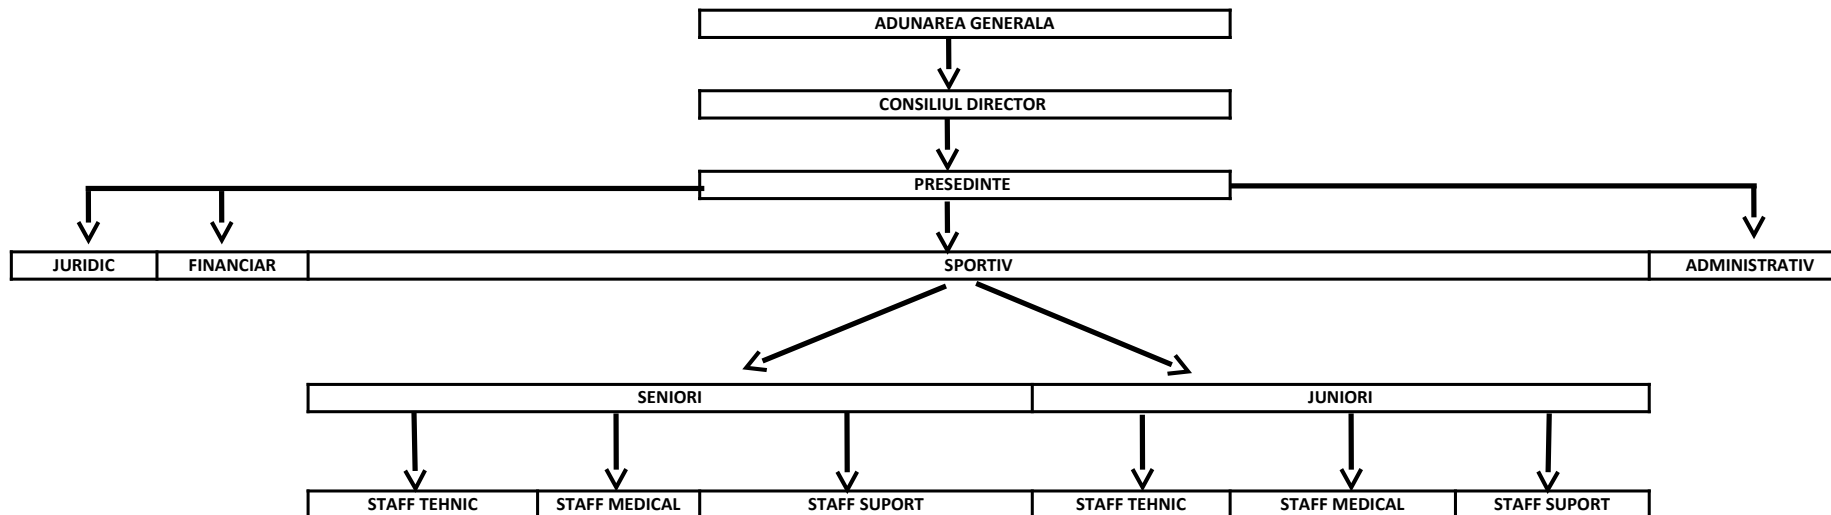 ADUNAREA GENERALA
CONSILIUL DIRECTOR
PRESEDINTE
JURIDIC FINANCIAR SPORTIV ADMINISTRATIV
SENIORI JUNIORI
STAFF TEHNIC STAFF MEDICAL STAFF SUPORT STAFF TEHNIC STAFF MEDICAL STAFF SUPORT